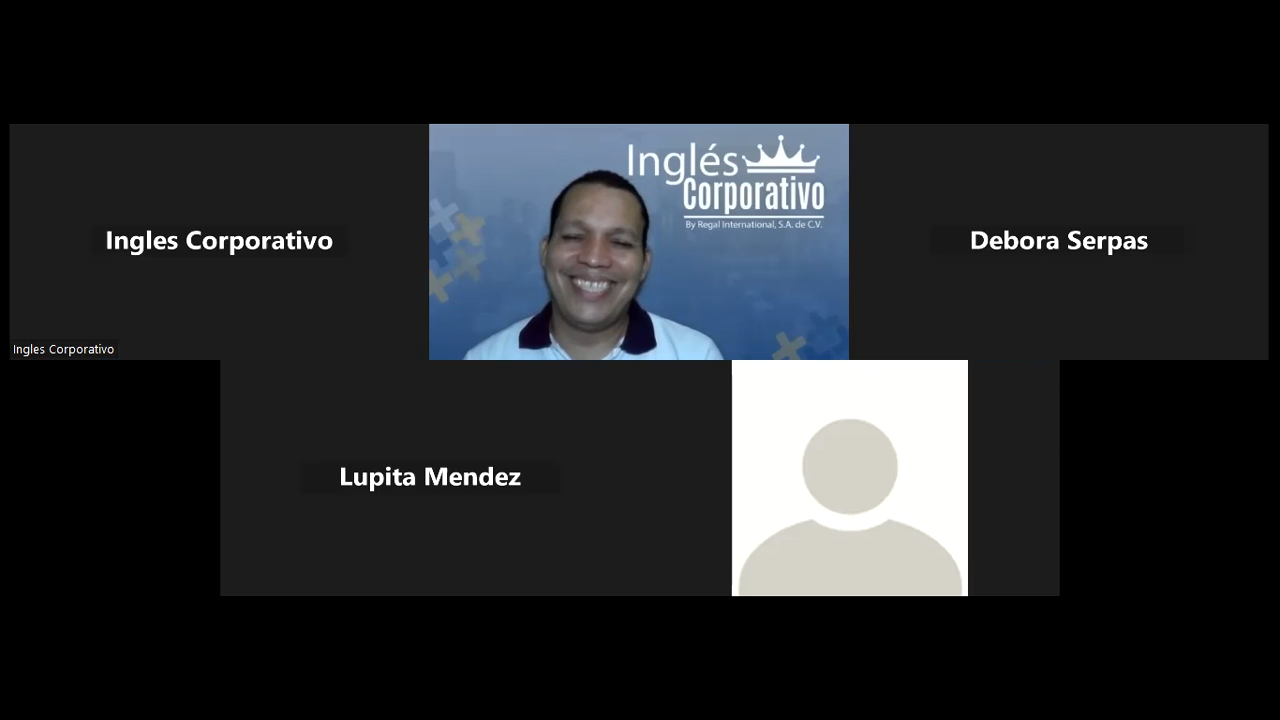 Ingles Corporativo
Ingles Corporativo
Inglés
Corporativo
By Regal International, S.A. de C.V.
Debora Serpas
Lupita Mendez